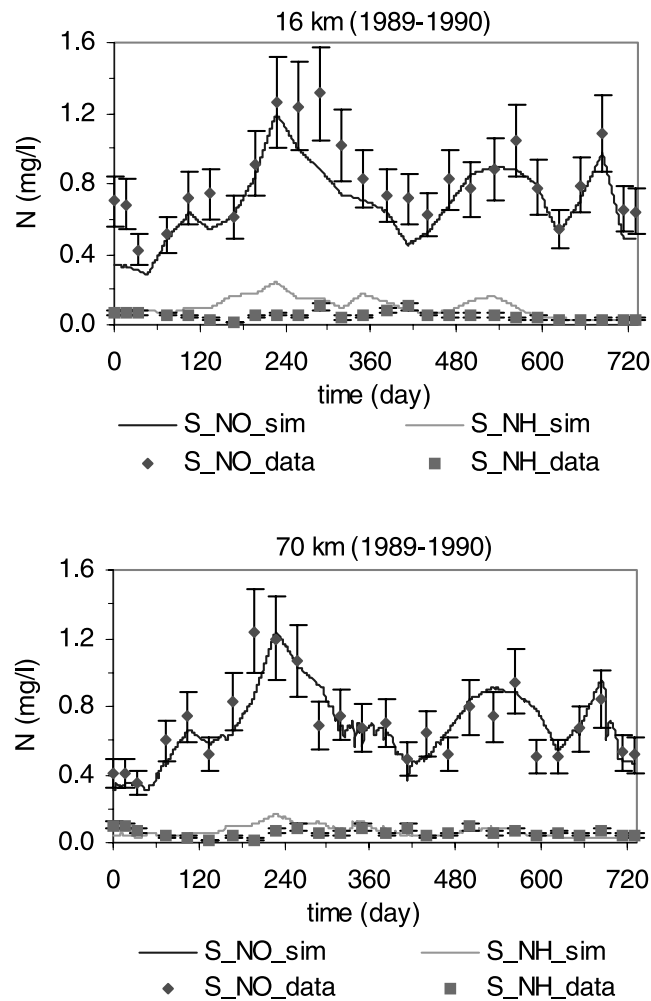 16 km (1989-1990)
1.6
1.2
0.8
0.4
0.0
N (mg/l)
0 120 240 360 480 600 720
time (day)
S_NO_sim S_NH_sim
S_NO_data S_NH_data
70 km (1989-1990)
1.6
1.2
0.8
0.4
0.0
N (mg/l)
0 120 240 360 480 600 720
time (day)
S_NO_sim S_NH_sim
S_NO_data S_NH_data